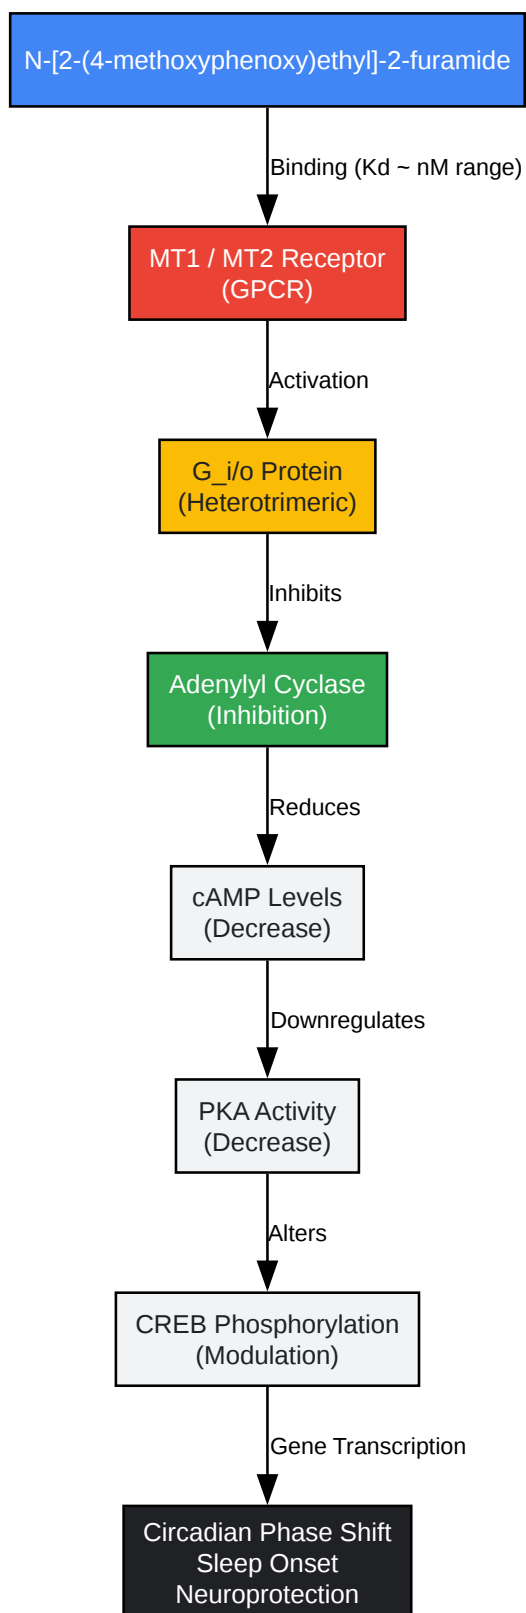 N-[2-(4-methoxyphenoxy)ethyl]-2-furamide
Binding (Kd ~ nM range)
MT1 / MT2 Receptor
(GPCR)
Activation
G_i/o Protein
(Heterotrimeric)
Inhibits
Adenylyl Cyclase
(Inhibition)
Reduces
cAMP Levels
(Decrease)
Downregulates
PKA Activity
(Decrease)
Alters
CREB Phosphorylation
(Modulation)
Gene Transcription
Circadian Phase Shift
Sleep Onset
Neuroprotection